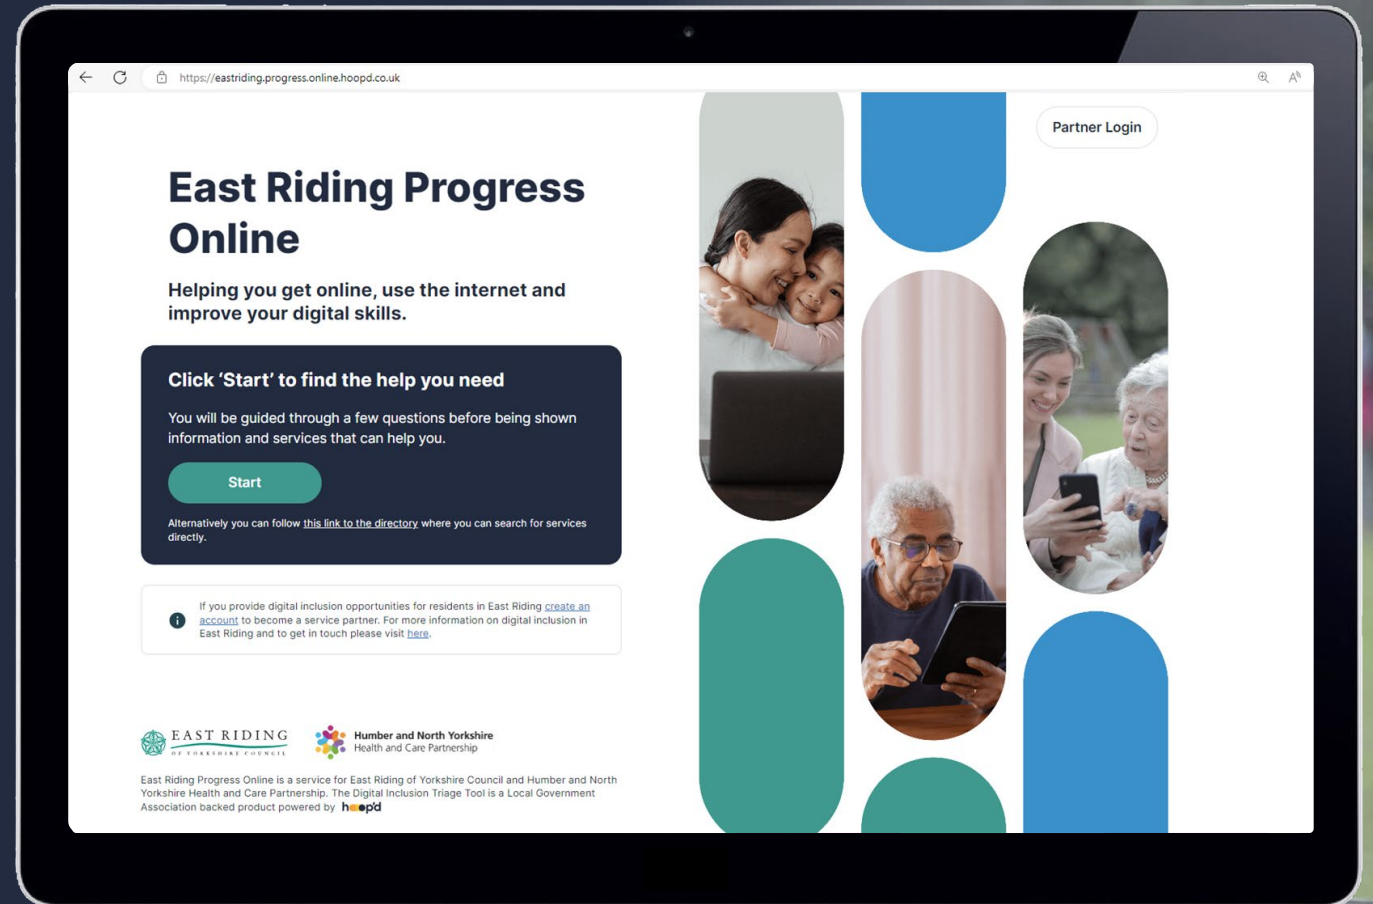 https://eastriding.progress.online.hoopd.co.uk
Partner Login
East Riding Progress
Online
Helping you get online, use the internet and
improve your digital skills.
Click ‘Start’ to find the help you need
You will be guided through a few questions before being shown
information and services that can help you.
Start
Alternatively you can follow this link to the directory where you can search for services
directly.
If you provide digital inclusion opportunities for residents in East Riding create an
account to become a service partner. For more information on digital inclusion in
East Riding and to get in touch please visit here.
EAST RIDING
OF YORKSHIRE COUNCIL
Humber and North Yorkshire
Health and Care Partnership
East Riding Progress Online is a service for East Riding of Yorkshire Council and Humber and North
Yorkshire Health and Care Partnership. The Digital Inclusion Triage Tool is a Local Government
Association backed product powered by hoop'd